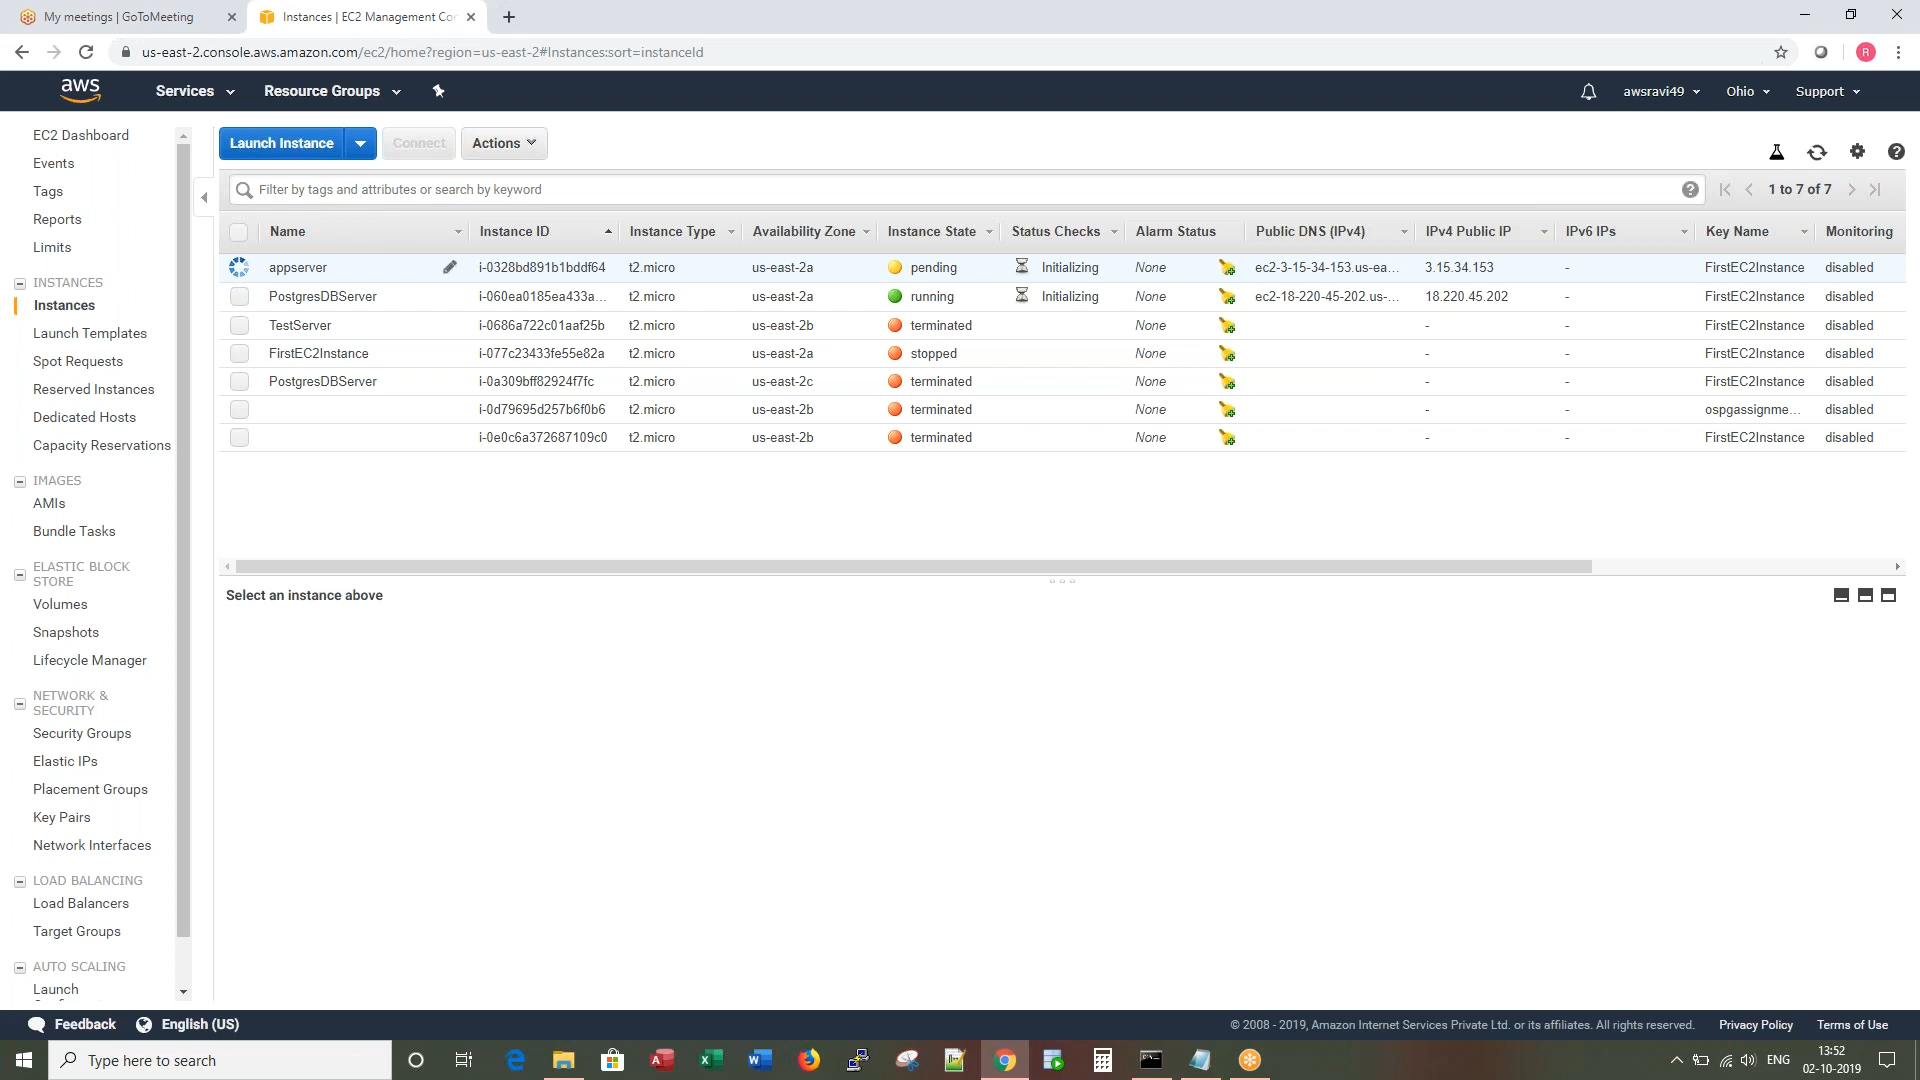 My meetings | GoToMeeting
Instances | EC2 Management Cor
us-east-2.console.aws.amazon.com/ec2/home?region=us-east-2#Instances:sort=instanceId
R
aws
Services
Resource Groups
awsravi49
Ohio
Support
EC2 Dashboard
Events
Tags
Reports
Limits
INSTANCES
Instances
Launch Templates
Spot Requests
Reserved Instances
Dedicated Hosts
Capacity Reservations
IMAGES
AMIs
Bundle Tasks
ELASTIC BLOCK
STORE
Volumes
Snapshots
Lifecycle Manager
NETWORK &
SECURITY
Security Groups
Elastic IPs
Placement Groups
Key Pairs
Network Interfaces
LOAD BALANCING
Load Balancers
Target Groups
AUTO SCALING
Launch
Launch Instance
Connect
Actions
Filter by tags and attributes or search by keyword
1 to 7 of 7
Name Instance ID Instance Type Availability Zone Instance State Status Checks Alarm Status Public DNS (IPv4) IPv4 Public IP IPv6 IPs Key Name Monitoring
appserver i-0328bd891b1bddf64 t2.micro us-east-2a pending Initializing None ec2-3-15-34-153.us-ea... 3.15.34.153 - FirstEC2Instance disabled
PostgresDBServer i-060ea0185ea433a... t2.micro us-east-2a running Initializing None ec2-18-220-45-202.us-... 18.220.45.202 - FirstEC2Instance disabled
TestServer i-0686a722c01aaf25b t2.micro us-east-2b terminated None - - FirstEC2Instance disabled
FirstEC2Instance i-077c23433fe55e82a t2.micro us-east-2a stopped None - - FirstEC2Instance disabled
PostgresDBServer i-0a309bff82924f7fc t2.micro us-east-2c terminated None - - FirstEC2Instance disabled
i-0d79695d257b6f0b6 t2.micro us-east-2b terminated None - - ospgassignme... disabled
i-0e0c6a372687109c0 t2.micro us-east-2b terminated None - - FirstEC2Instance disabled
Select an instance above
Feedback
English (US)
© 2008 - 2019, Amazon Internet Services Private Ltd. or its affiliates. All rights reserved.
Privacy Policy
Terms of Use
Type here to search
ENG
13:52
02-10-2019